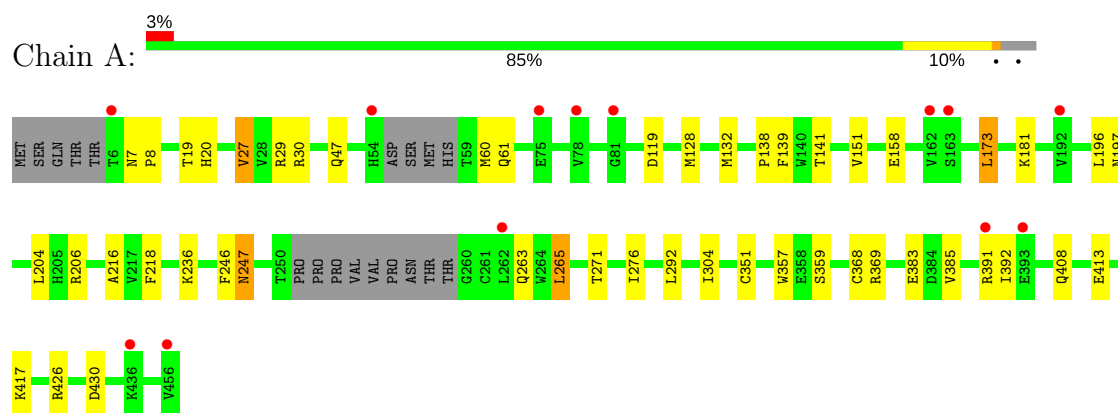 3%
Chain A:
85% 10% • •
MET SER GLN THR THR T6 N7 P8 T19 H20 V27 V28 R29 R30 Q47 H54 ASP SER MET HIS T59 M60 Q61 E75 V78 G81 D119 M128 M132 P138 F139 W140 T141 V151 E158 V162 S163 L173 K181 V192 L196 N197
L204 H205 R206 A216 V217 F218 K236 F246 N247 T250 PRO PRO PRO VAL VAL PRO ASN THR THR G260 C261 L262 Q263 W264 L265 T271 I276 L292 I304 C351 W357 E358 S359 C368 R369 E383 D384 V385 R391 I392 E393 Q408 E413
K417 R426 D430 K436 V456